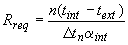 R_req = n(t_int − t_ext) / Δt_n α_int